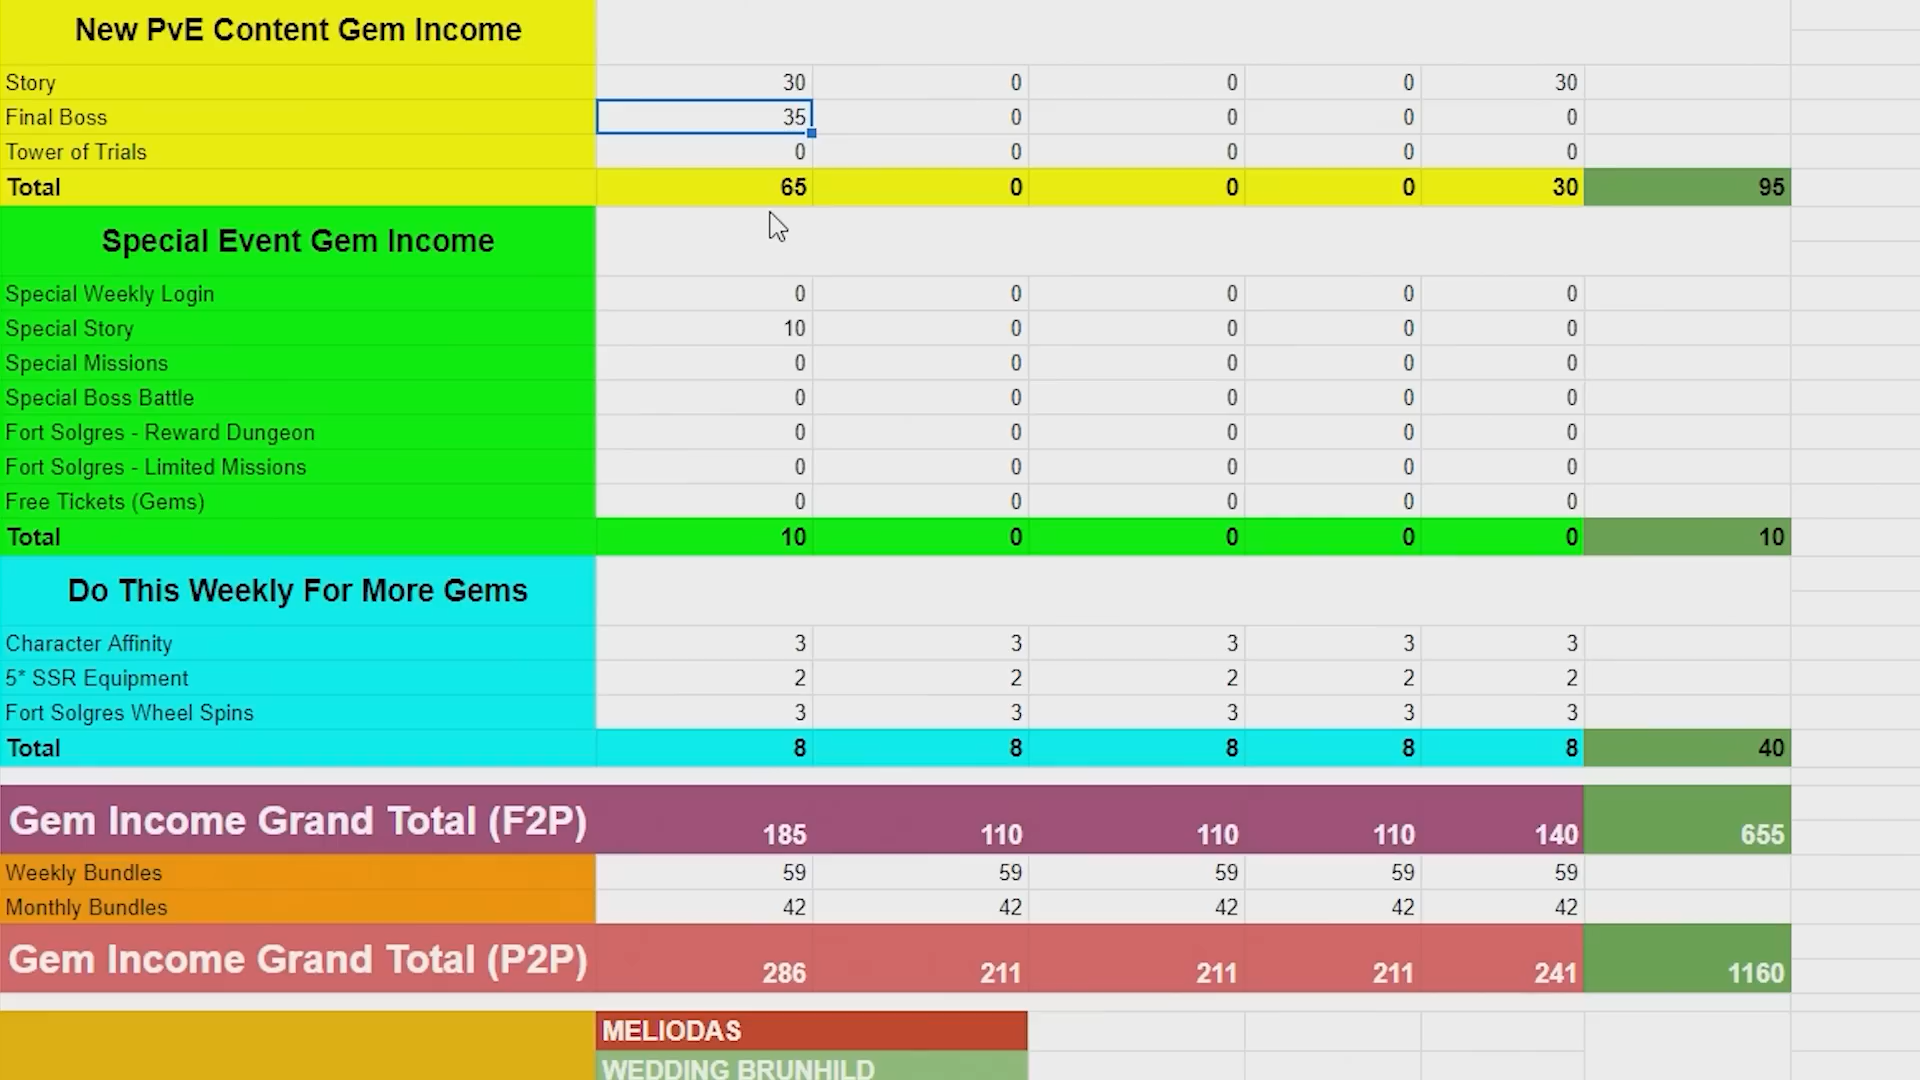 New PvE Content Gem Income
Story 30 0 0 0 30
Final Boss 35 0 0 0 0
Tower of Trials 0 0 0 0 0
Total 65 0 0 0 30 95
Special Event Gem Income
Special Weekly Login 0 0 0 0 0
Special Story 10 0 0 0 0
Special Missions 0 0 0 0 0
Special Boss Battle 0 0 0 0 0
Fort Solgres - Reward Dungeon 0 0 0 0 0
Fort Solgres - Limited Missions 0 0 0 0 0
Free Tickets (Gems) 0 0 0 0 0
Total 10 0 0 0 0 10
Do This Weekly For More Gems
Character Affinity 3 3 3 3 3
5* SSR Equipment 2 2 2 2 2
Fort Solgres Wheel Spins 3 3 3 3 3
Total 8 8 8 8 8 40
Gem Income Grand Total (F2P) 185 110 110 110 140 655
Weekly Bundles 59 59 59 59 59
Monthly Bundles 42 42 42 42 42
Gem Income Grand Total (P2P) 286 211 211 211 241 1160
MELIODAS
WEDDING BRUNHILD